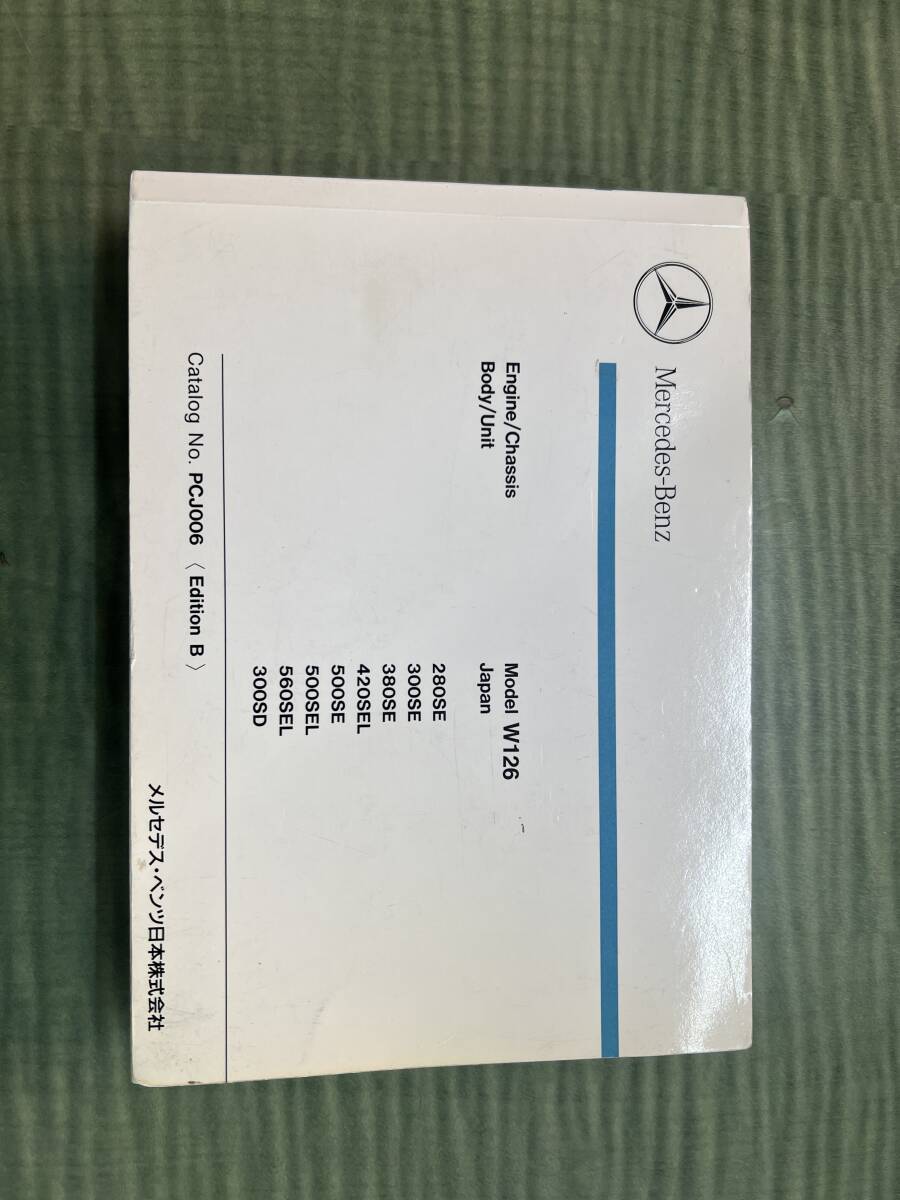 Mercedes-Benz
Engine/Chassis
Body/Unit
Model W126
Japan
280SE
300SE
380SE
420SEL
500SE
500SEL
560SEL
300SD
Catalog No. PCJ006 〈 Edition B 〉
メルセデス・ベンツ日本株式会社